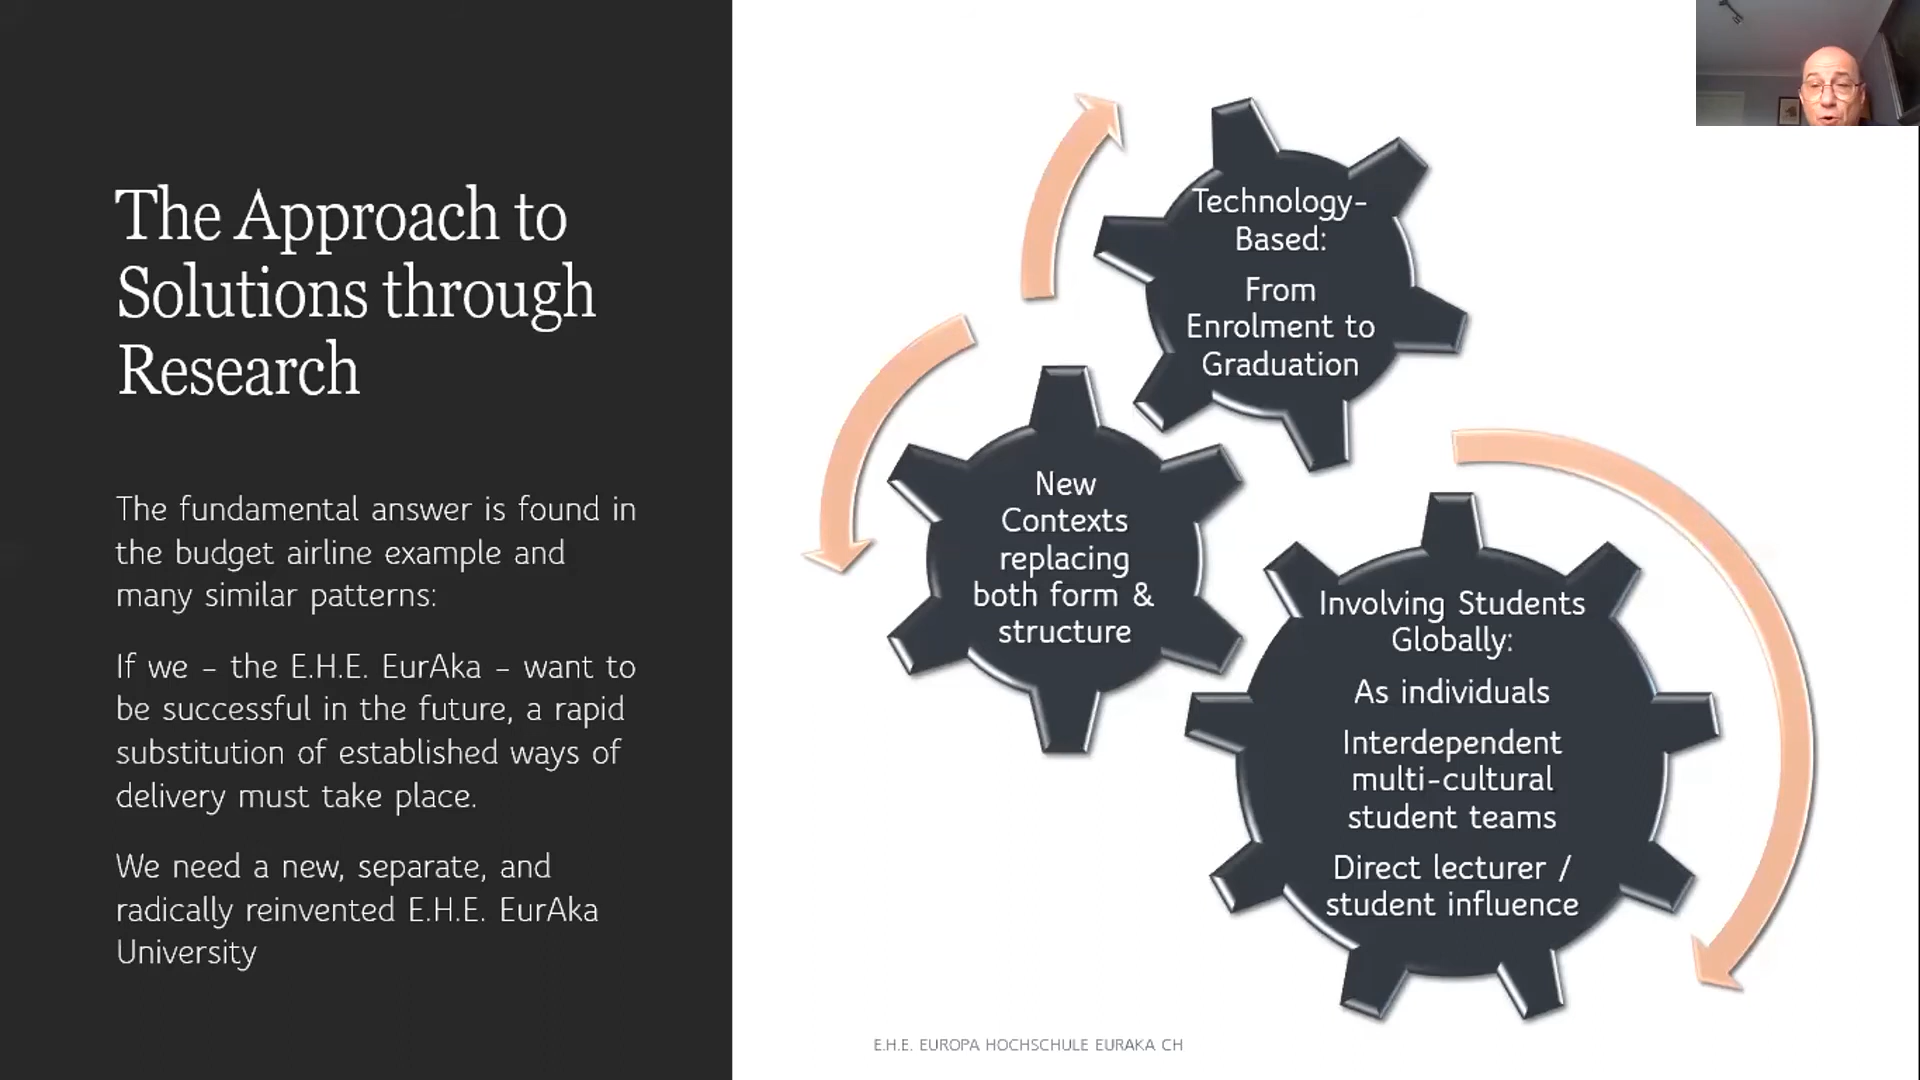 The Approach to
Solutions through
Research
The fundamental answer is found in
the budget airline example and
many similar patterns:
If we – the E.H.E. EurAka – want to
be successful in the future, a rapid
substitution of established ways of
delivery must take place.
We need a new, separate, and
radically reinvented E.H.E. EurAka
University
Technology-
Based:
From
Enrolment to
Graduation
New
Contexts
replacing
both form &
structure
Involving Students
Globally:
As individuals
Interdependent
multi-cultural
student teams
Direct lecturer /
student influence
E.H.E. EUROPA HOCHSCHULE EURAKA CH